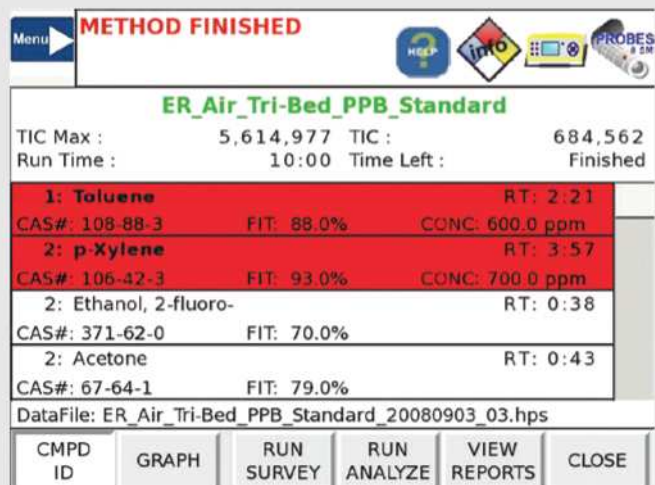 Menu
METHOD FINISHED
HELP
info
PROBES
& SMP
ER_Air_Tri-Bed_PPB_Standard
TIC Max : 5,614,977 TIC : 684,562
Run Time : 10:00 Time Left : Finished
1: Toluene RT: 2:21
CAS#: 108-88-3 FIT: 88.0% CONC: 600.0 ppm
2: p-Xylene RT: 3:57
CAS#: 106-42-3 FIT: 93.0% CONC: 700.0 ppm
2: Ethanol, 2-fluoro- RT: 0:38
CAS#: 371-62-0 FIT: 70.0%
2: Acetone RT: 0:43
CAS#: 67-64-1 FIT: 79.0%
DataFile: ER_Air_Tri-Bed_PPB_Standard_20080903_03.hps
CMPD ID
GRAPH
RUN SURVEY
RUN ANALYZE
VIEW REPORTS
CLOSE